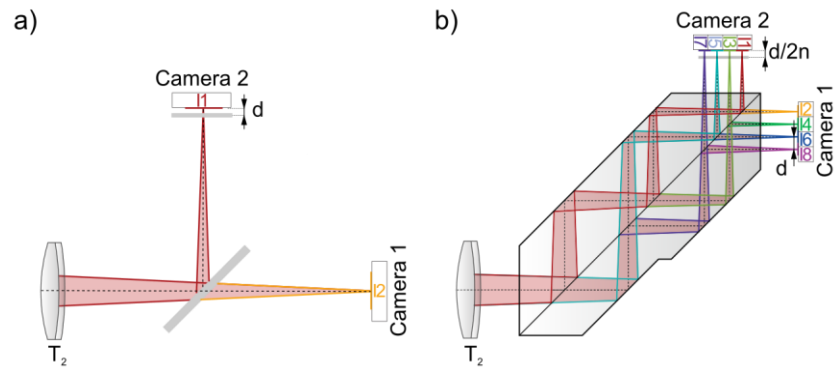 a)
Camera 2
I1
d
I2
Camera 1
T2
b)
Camera 2
I7 I5 I3 I1
d/2n
I2
I4
I6
I8
Camera 1
d
T2